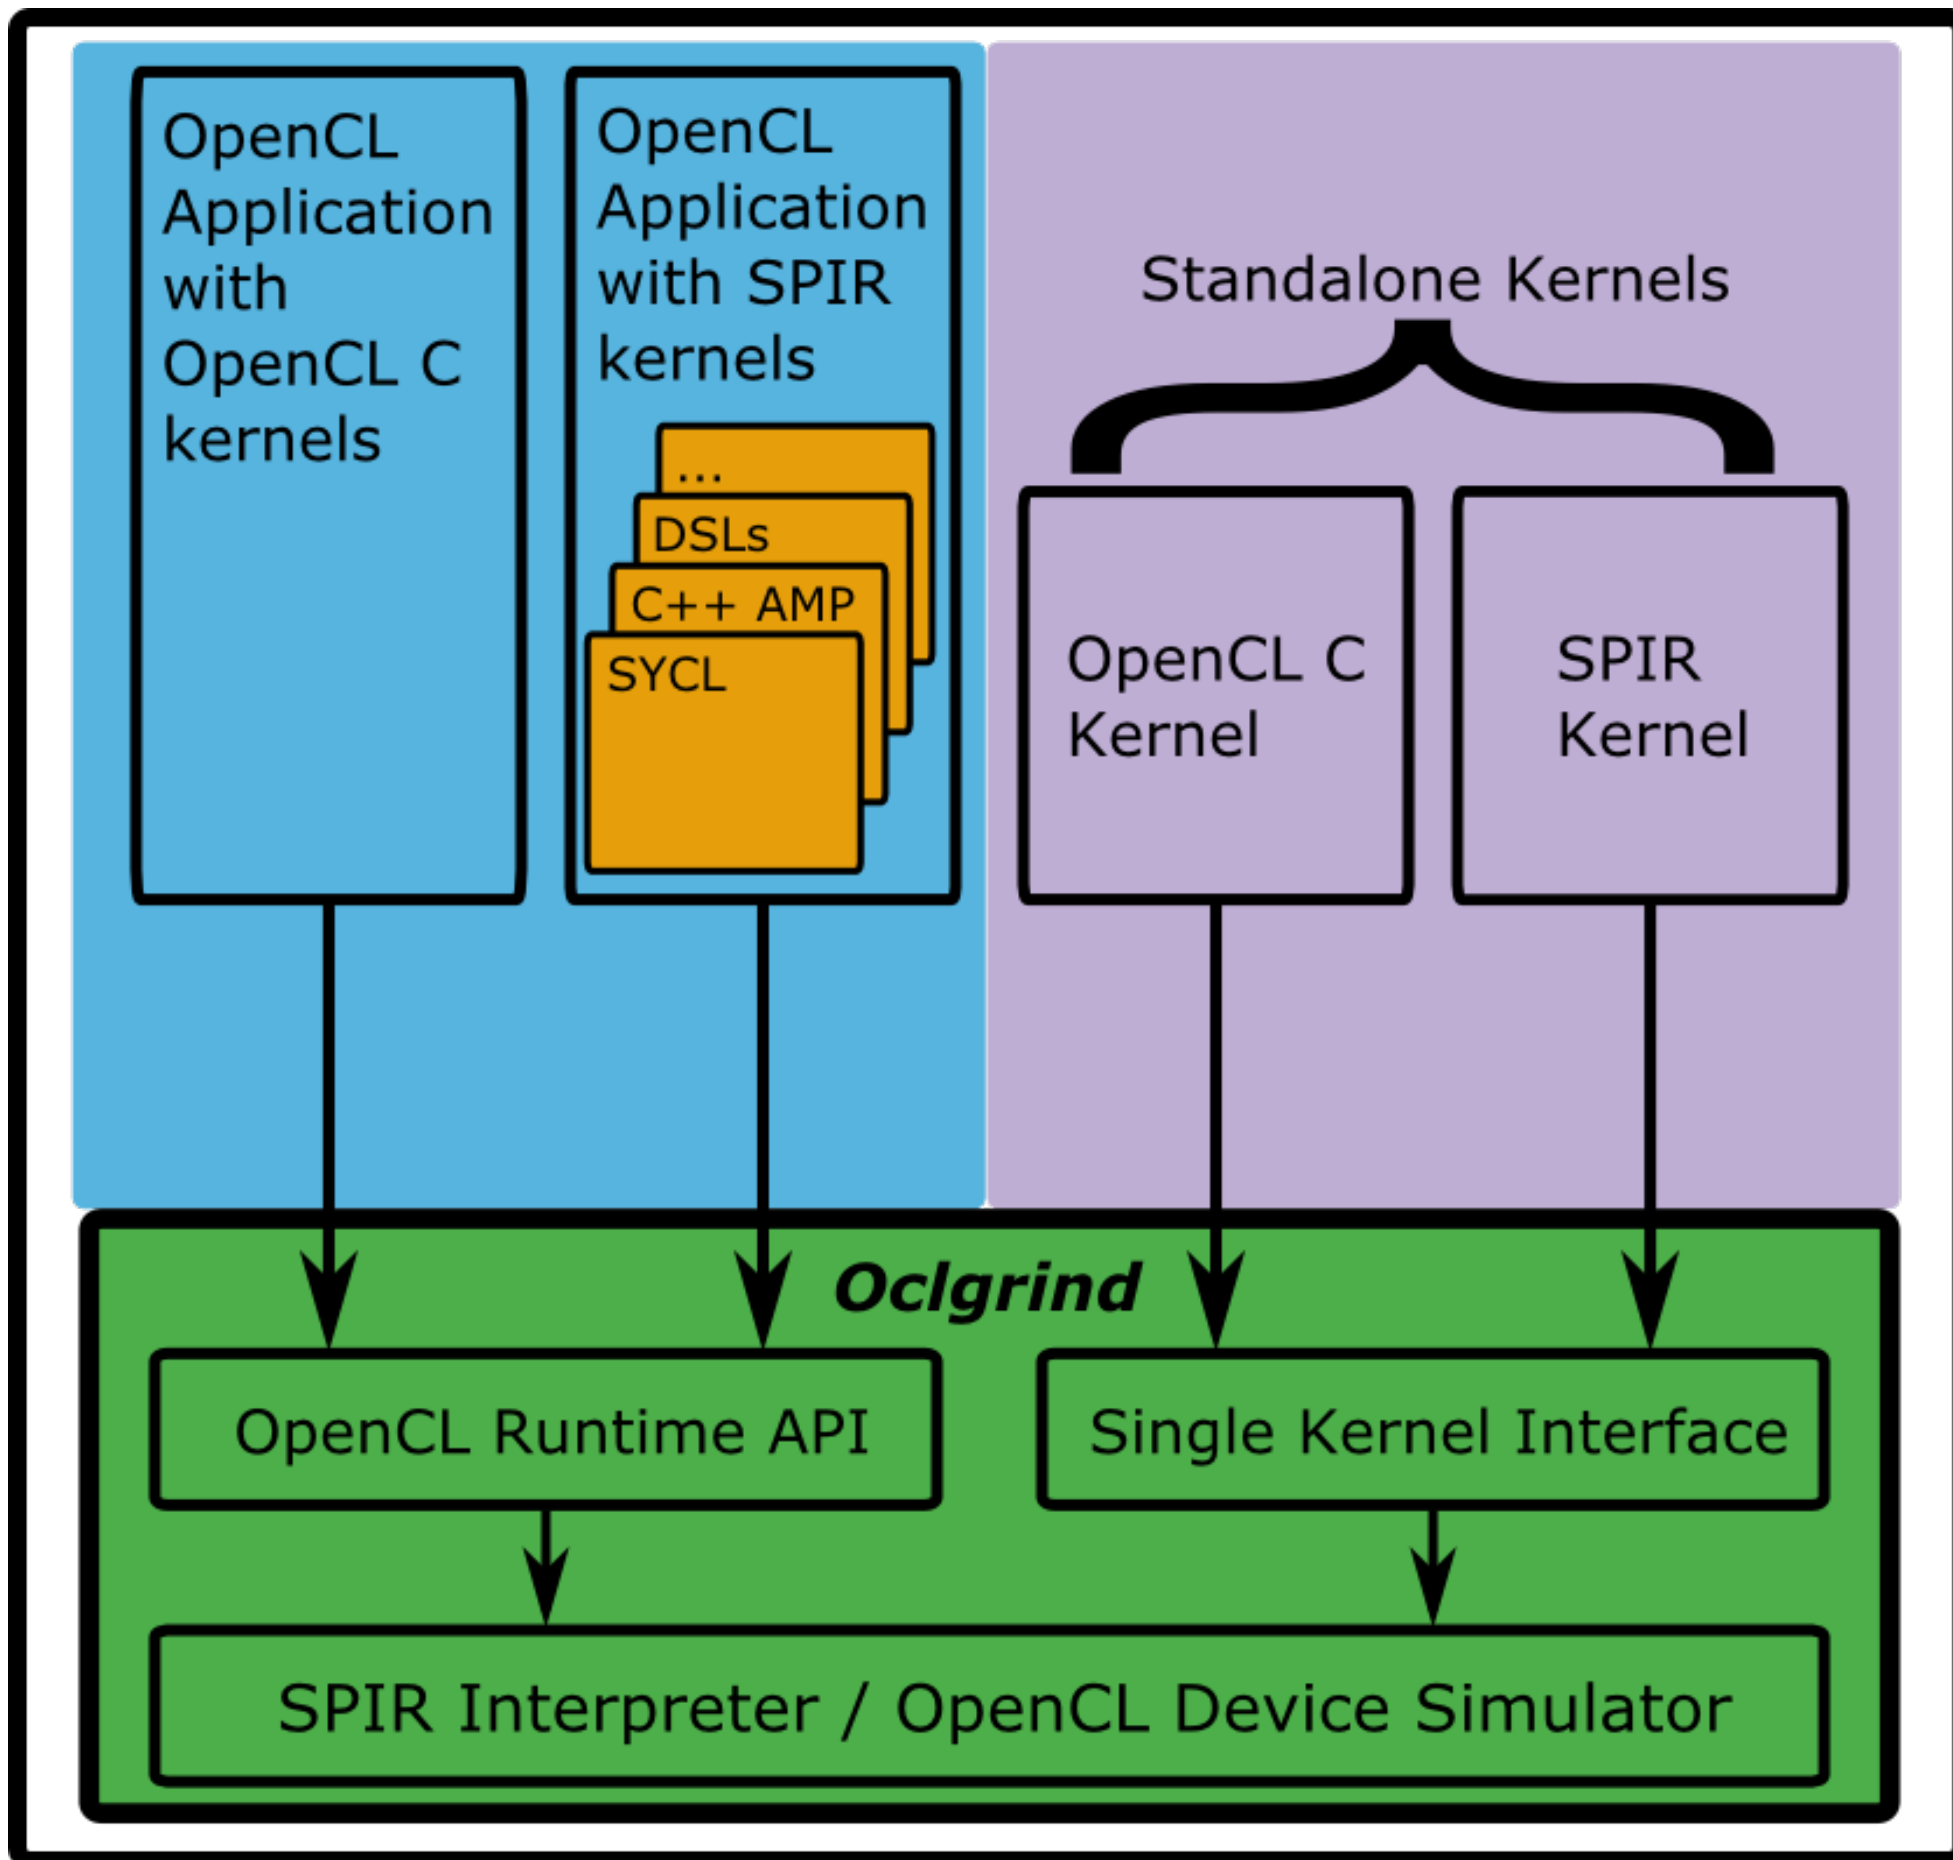 OpenCL
Application
with
OpenCL C
kernels
OpenCL
Application
with SPIR
kernels
...
DSLs
C++ AMP
SYCL
Standalone Kernels
OpenCL C
Kernel
SPIR
Kernel
Oclgrind
OpenCL Runtime API
Single Kernel Interface
SPIR Interpreter / OpenCL Device Simulator